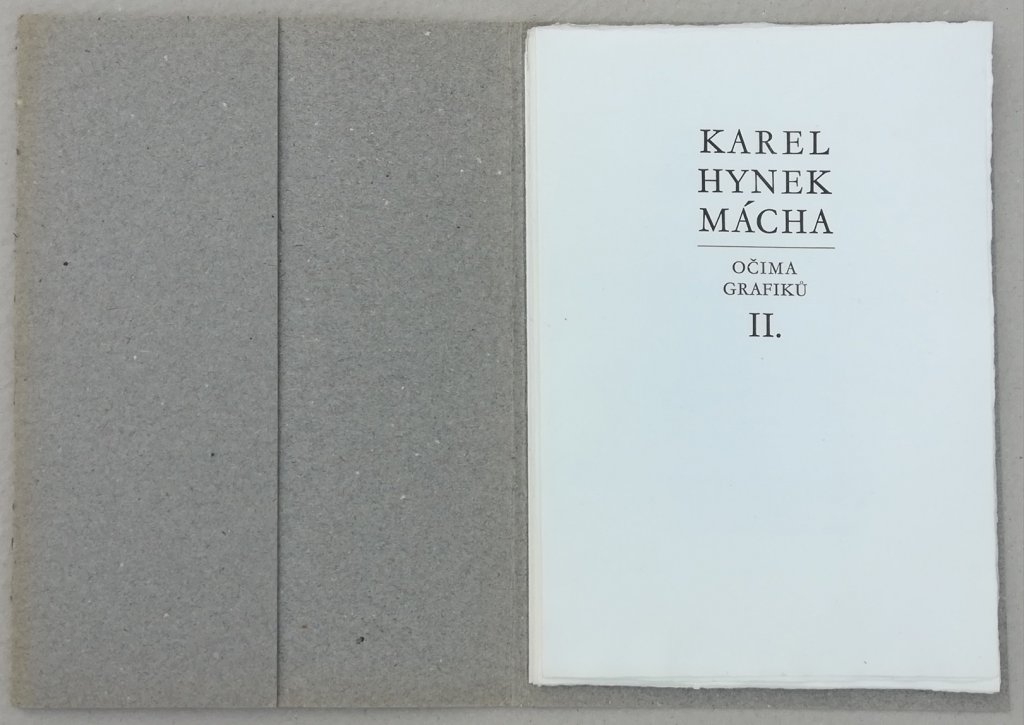 KAREL
HYNEK
MÁCHA
OČIMA
GRAFIKŮ
II.